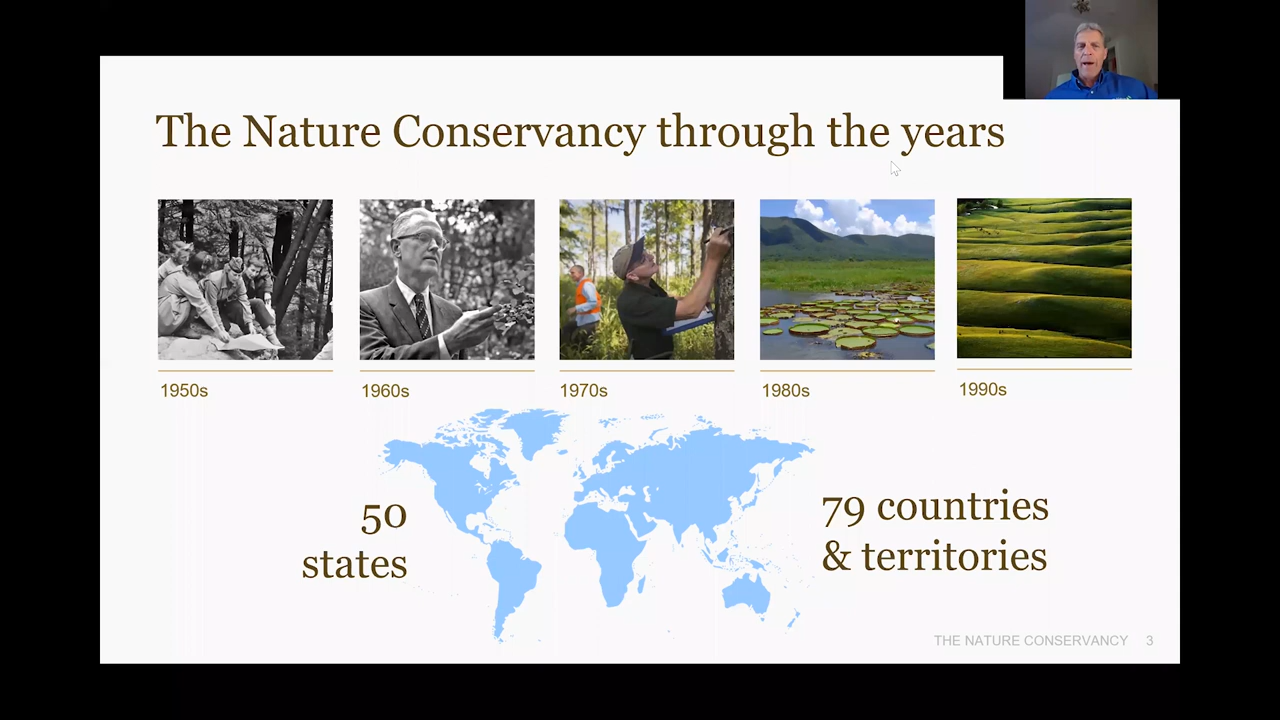 The Nature Conservancy through the years
1950s
1960s
1970s
1980s
1990s
50
states
79 countries
& territories
THE NATURE CONSERVANCY 3